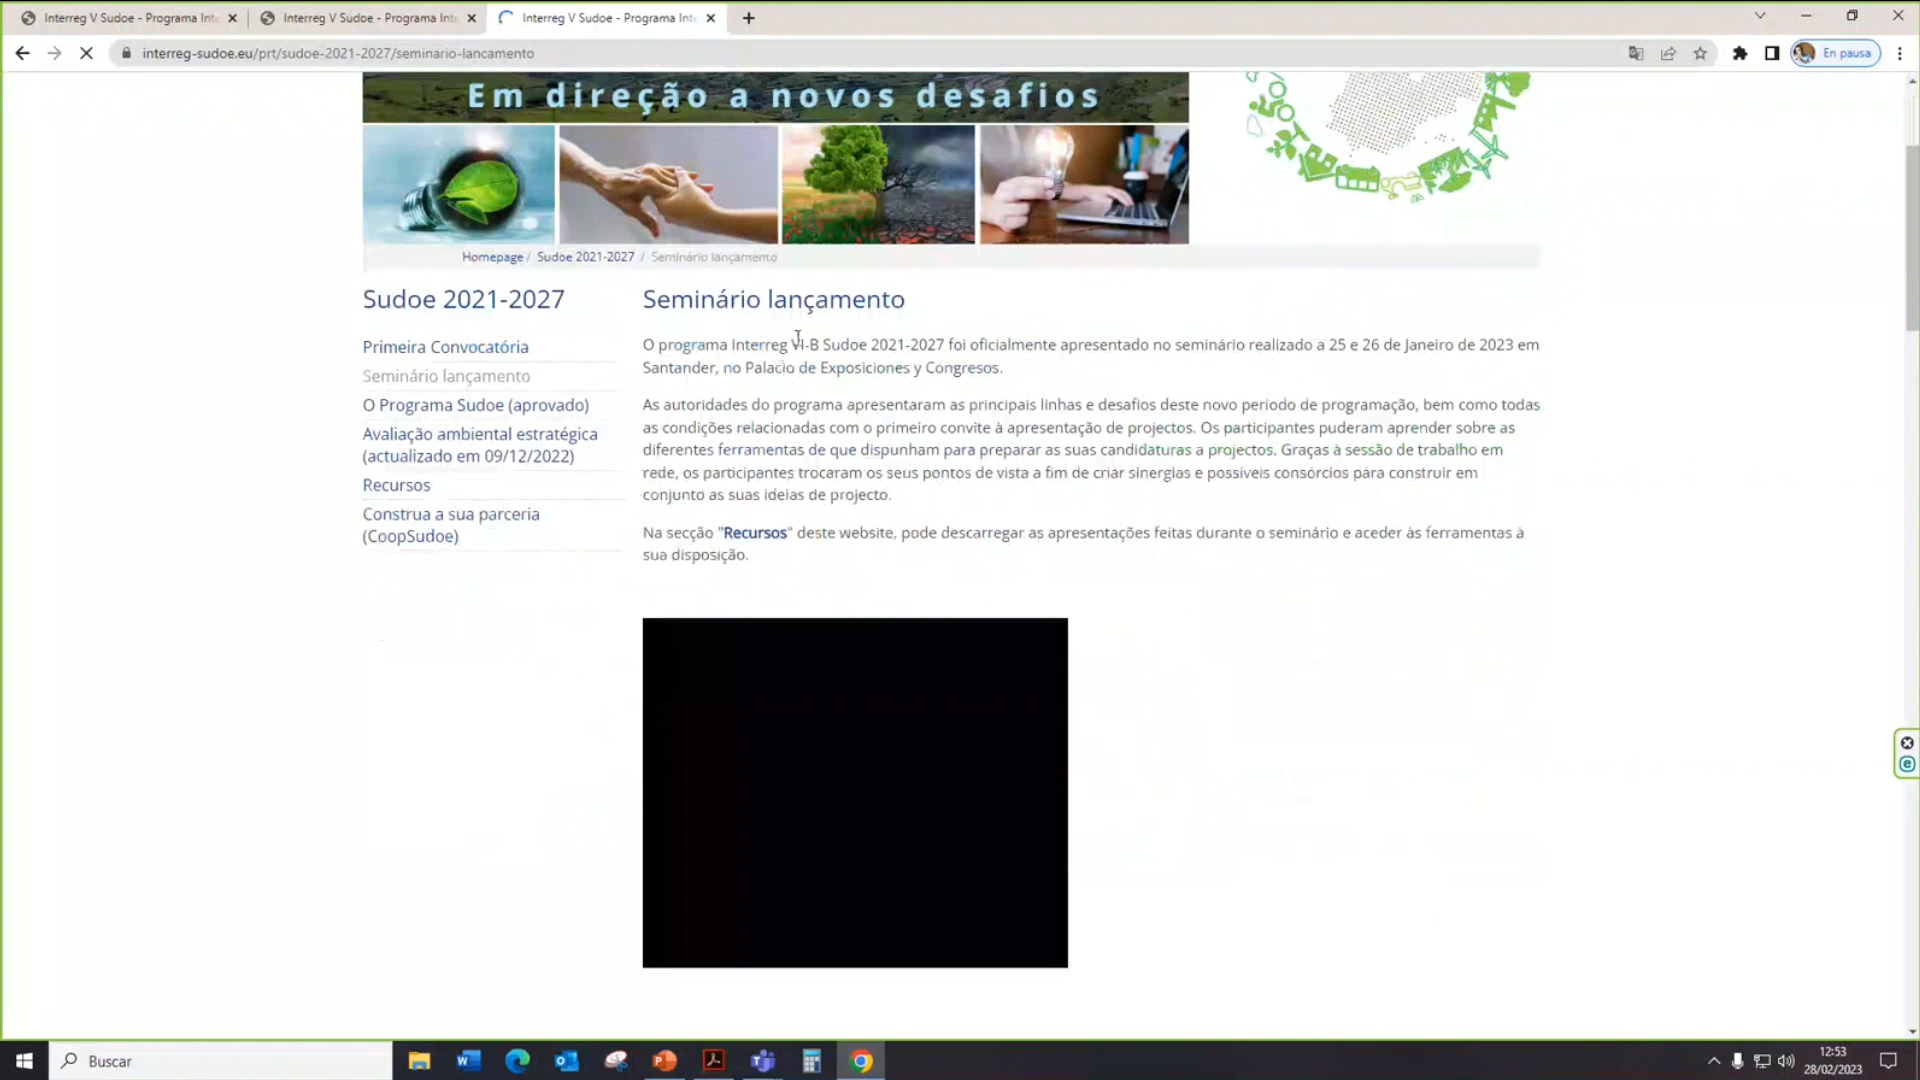 Interreg V Sudoe - Programa Int
Interreg V Sudoe - Programa Inte
Interreg V Sudoe - Programa Inte
interreg-sudoe.eu/prt/sudoe-2021-2027/seminario-lancamento
En pausa
Em direção a novos desafios
Homepage / Sudoe 2021-2027 / Seminário lançamento
Sudoe 2021-2027
Primeira Convocatória
Seminário lançamento
O Programa Sudoe (aprovado)
Avaliação ambiental estratégica
(actualizado em 09/12/2022)
Recursos
Construa a sua parceria
(CoopSudoe)
Seminário lançamento
O programa Interreg VI-B Sudoe 2021-2027 foi oficialmente apresentado no seminário realizado a 25 e 26 de Janeiro de 2023 em
Santander, no Palacio de Exposiciones y Congresos.
As autoridades do programa apresentaram as principais linhas e desafios deste novo período de programação, bem como todas
as condições relacionadas com o primeiro convite à apresentação de projectos. Os participantes puderam aprender sobre as
diferentes ferramentas de que dispunham para preparar as suas candidaturas a projectos. Graças à sessão de trabalho em
rede, os participantes trocaram os seus pontos de vista a fim de criar sinergias e possíveis consórcios para construir em
conjunto as suas ideias de projecto.
Na secção "Recursos" deste website, pode descarregar as apresentações feitas durante o seminário e aceder às ferramentas à
sua disposição.
Buscar
12:53
28/02/2023